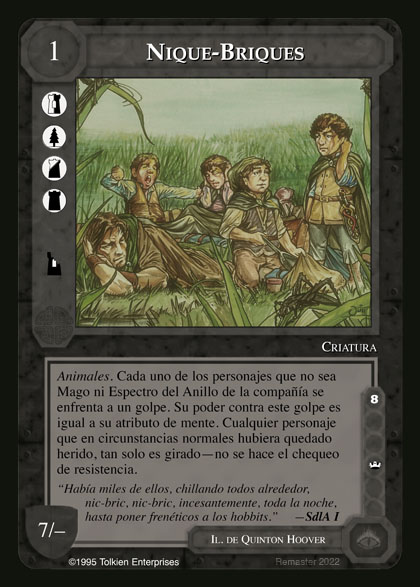 1
Nique-Briques
Criatura
Animales. Cada uno de los personajes que no sea
Mago ni Espectro del Anillo de la compañía se
enfrenta a un golpe. Su poder contra este golpe es
igual a su atributo de mente. Cualquier personaje
que en circunstancias normales hubiera quedado
herido, tan solo es girado—no se hace el chequeo
de resistencia.
8
“Había miles de ellos, chillando todos alrededor,
nic-bric, nic-bric, incesantemente, toda la noche,
hasta poner frenéticos a los hobbits.” —SdlA I
7/–
Il. de Quinton Hoover
©1995 Tolkien Enterprises
Remaster 2022